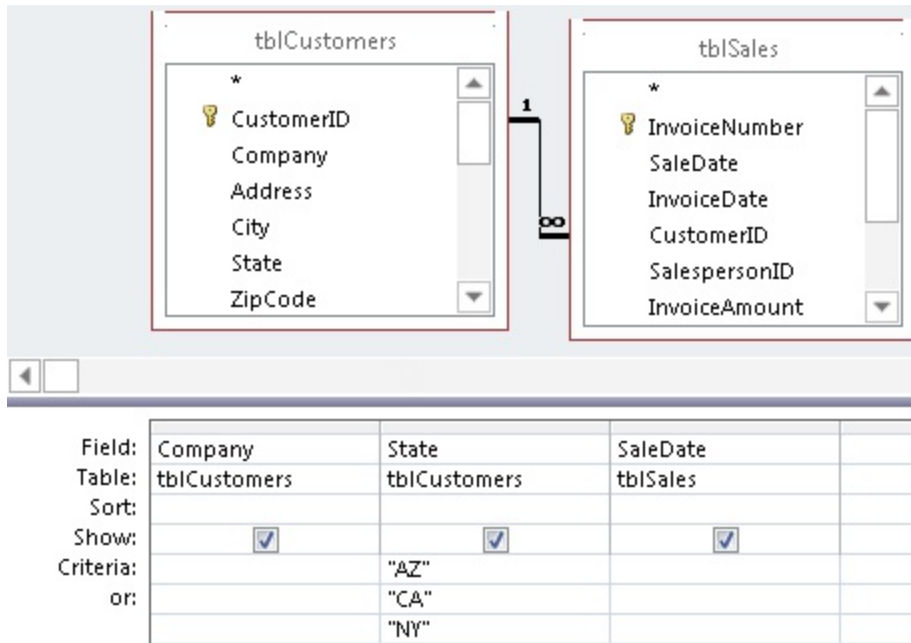 tblCustomers
*
CustomerID
Company
Address
City
State
ZipCode
1
∞
tblSales
*
InvoiceNumber
SaleDate
InvoiceDate
CustomerID
SalespersonID
InvoiceAmount
Field: Company State SaleDate
Table: tblCustomers tblCustomers tblSales
Sort:
Show:
Criteria: "AZ"
or: "CA"
"NY"